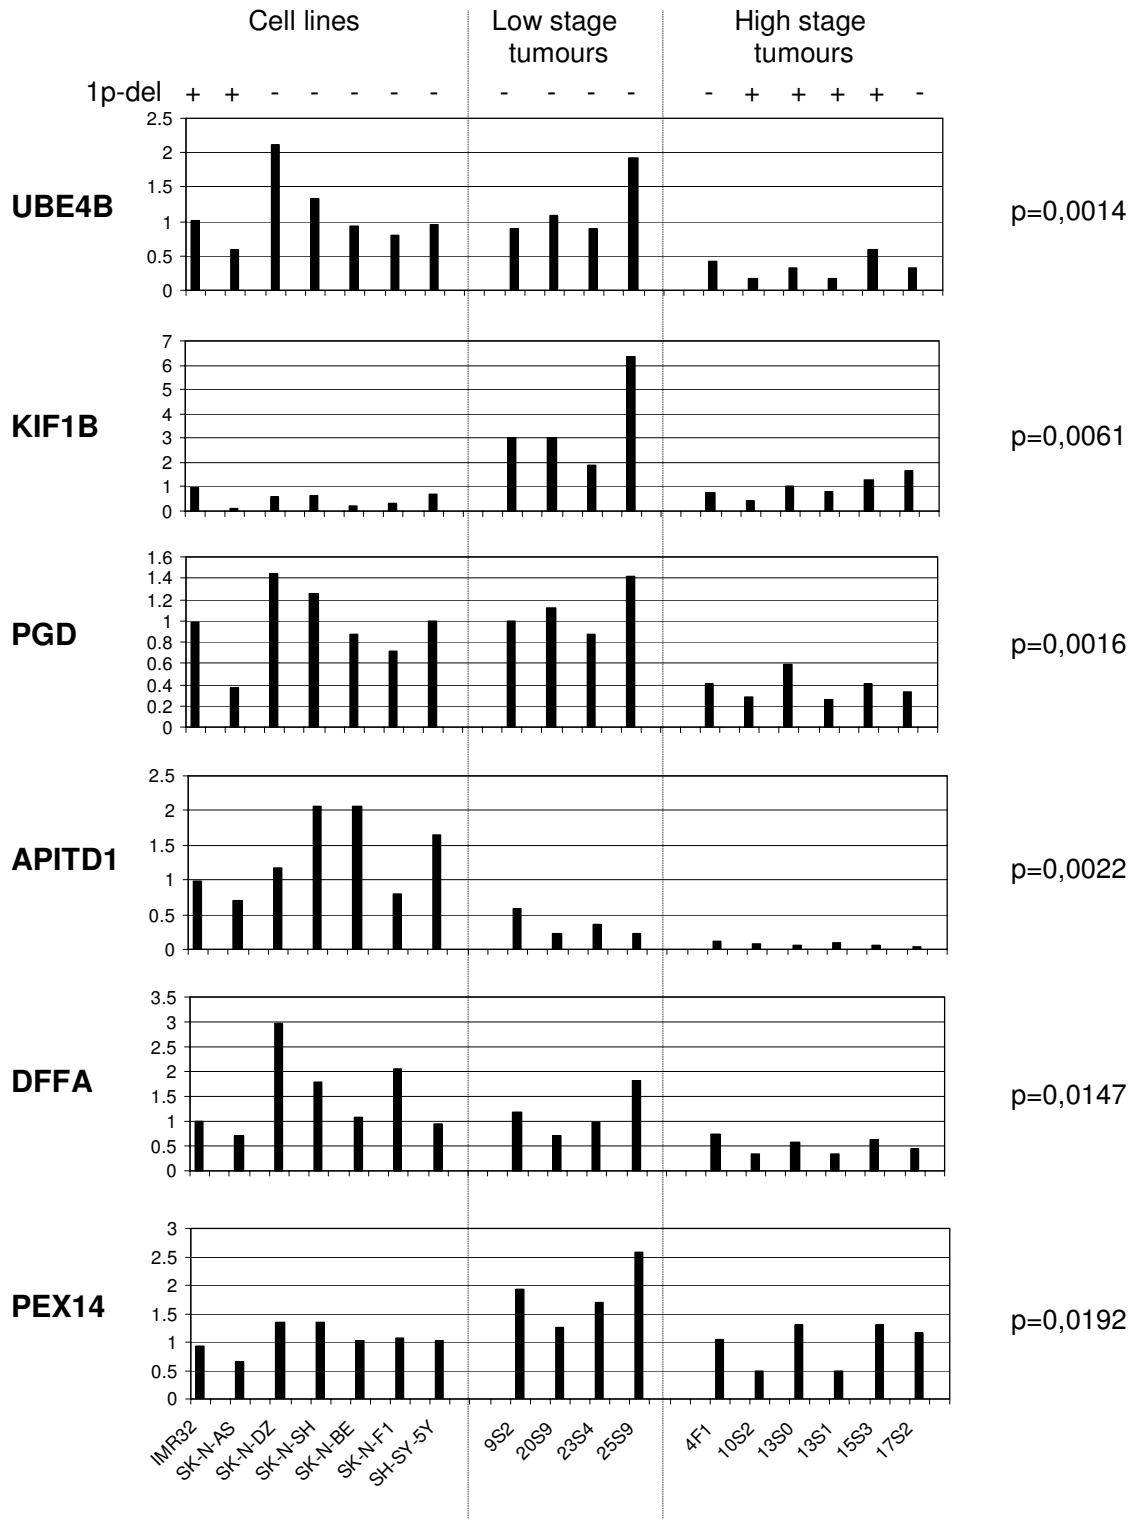 Cell lines
Low stage
tumours
High stage
tumours
1p-del + + - - - - - - - - - - + + + + -
UBE4B
2.5
2
1.5
1
0.5
0
p=0,0014
KIF1B
7
6
5
4
3
2
1
0
p=0,0061
PGD
1.6
1.4
1.2
1
0.8
0.6
0.4
0.2
0
p=0,0016
APITD1
2.5
2
1.5
1
0.5
0
p=0,0022
DFFA
3.5
3
2.5
2
1.5
1
0.5
0
p=0,0147
PEX14
3
2.5
2
1.5
1
0.5
0
p=0,0192
IMR32
SK-N-AS
SK-N-DZ
SK-N-SH
SK-N-BE
SK-N-F1
SH-SY-5Y
9S2
20S9
23S4
25S9
4F1
10S2
13S0
13S1
15S3
17S2